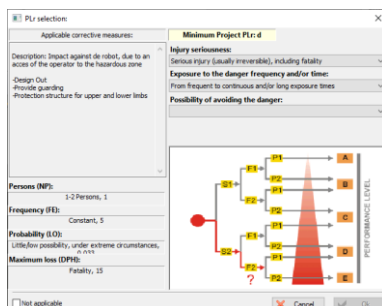 PLr selection:
Applicable corrective measures:
Description: Impact against de robot, due to an
acces of the operator to the hazardous zone
-Design Out
-Provide guarding
-Protection structure for upper and lower limbs
Persons (NP):
1-2 Persons, 1
Frequency (FE):
Constant, 5
Probability (LO):
Little/low possibility, under extreme circumstances,
0.033
Maximum loss (DPH):
Fatality, 15
Not applicable
Minimum Project PLr: d
Injury seriousness:
Serious injury (usually irreversible), including fatality
Exposure to the danger frequency and/or time:
From frequent to continuous and/or long exposure times
Possibility of avoiding the danger:
P1
A
F1
P2
S1
P1
B
F2
P2
C
P1
F1
P2
S2
D
P1
F2
P2
E
?
PERFORMANCE LEVEL
Cancel